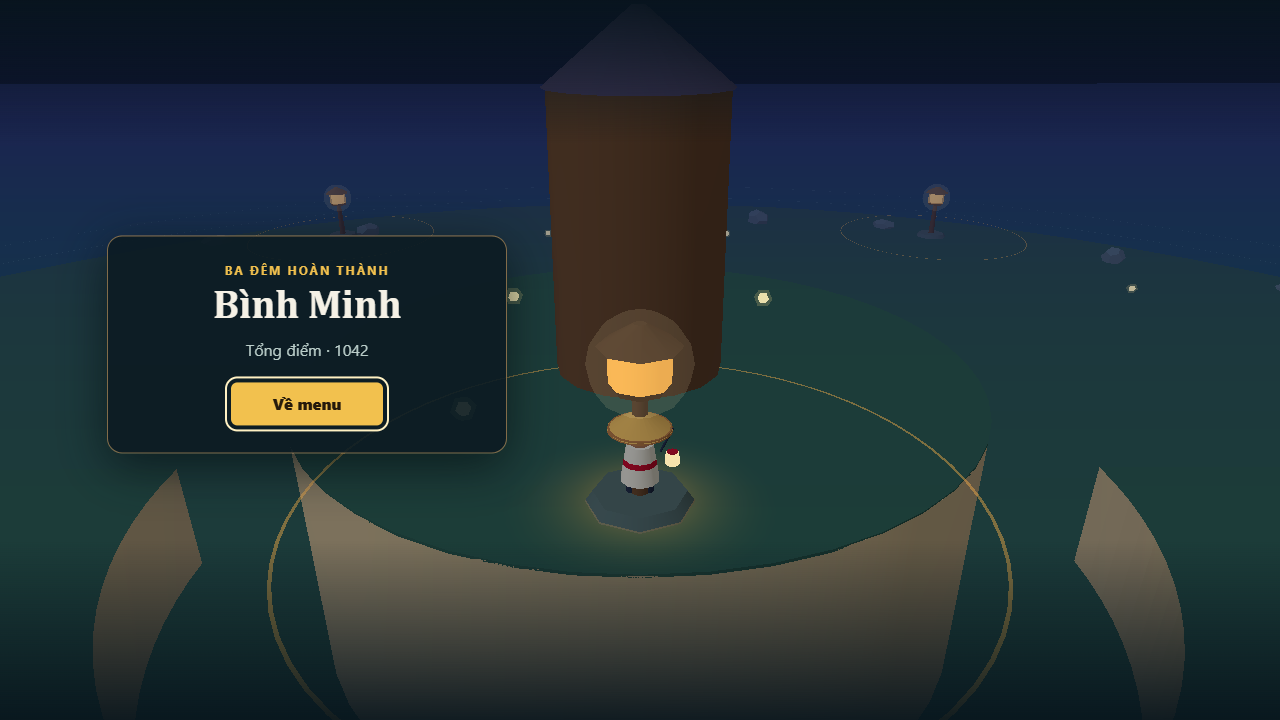 BA ĐÊM HOÀN THÀNH
Bình Minh
Tổng điểm · 1042
Về menu